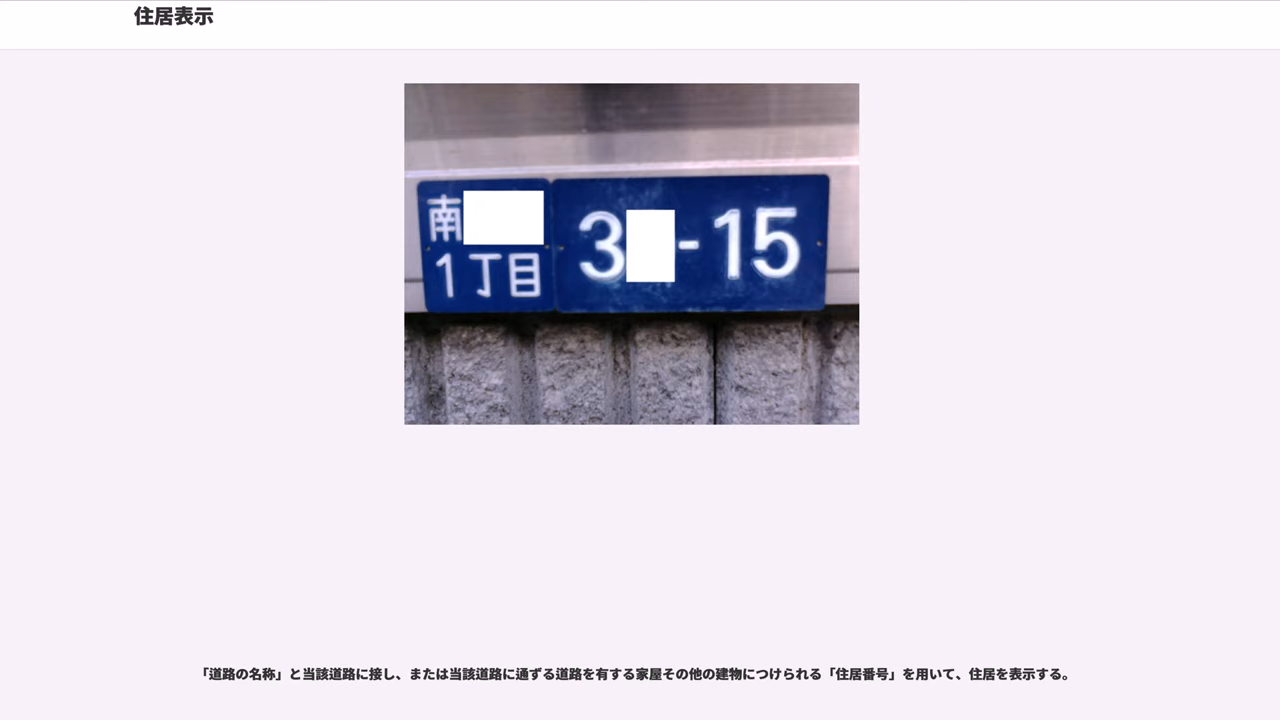 住居表示
南
1丁目
3 -15
「道路の名称」と当該道路に接し、または当該道路に通ずる道路を有する家屋その他の建物につけられる「住居番号」を用いて、住居を表示する。